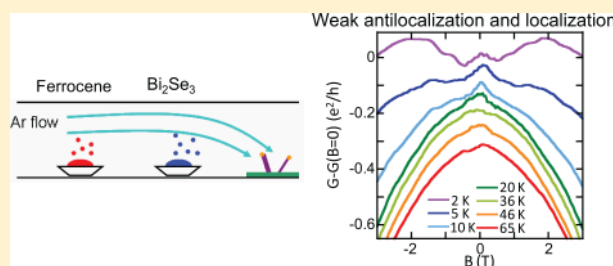 Weak antilocalization and localization
Ferrocene
Bi₂Se₃
Ar flow
G-G(B=0) (e²/h)
0
-0.2
-0.4
-0.6
2 K
5 K
10 K
20 K
36 K
46 K
65 K
-2
0
2
B (T)